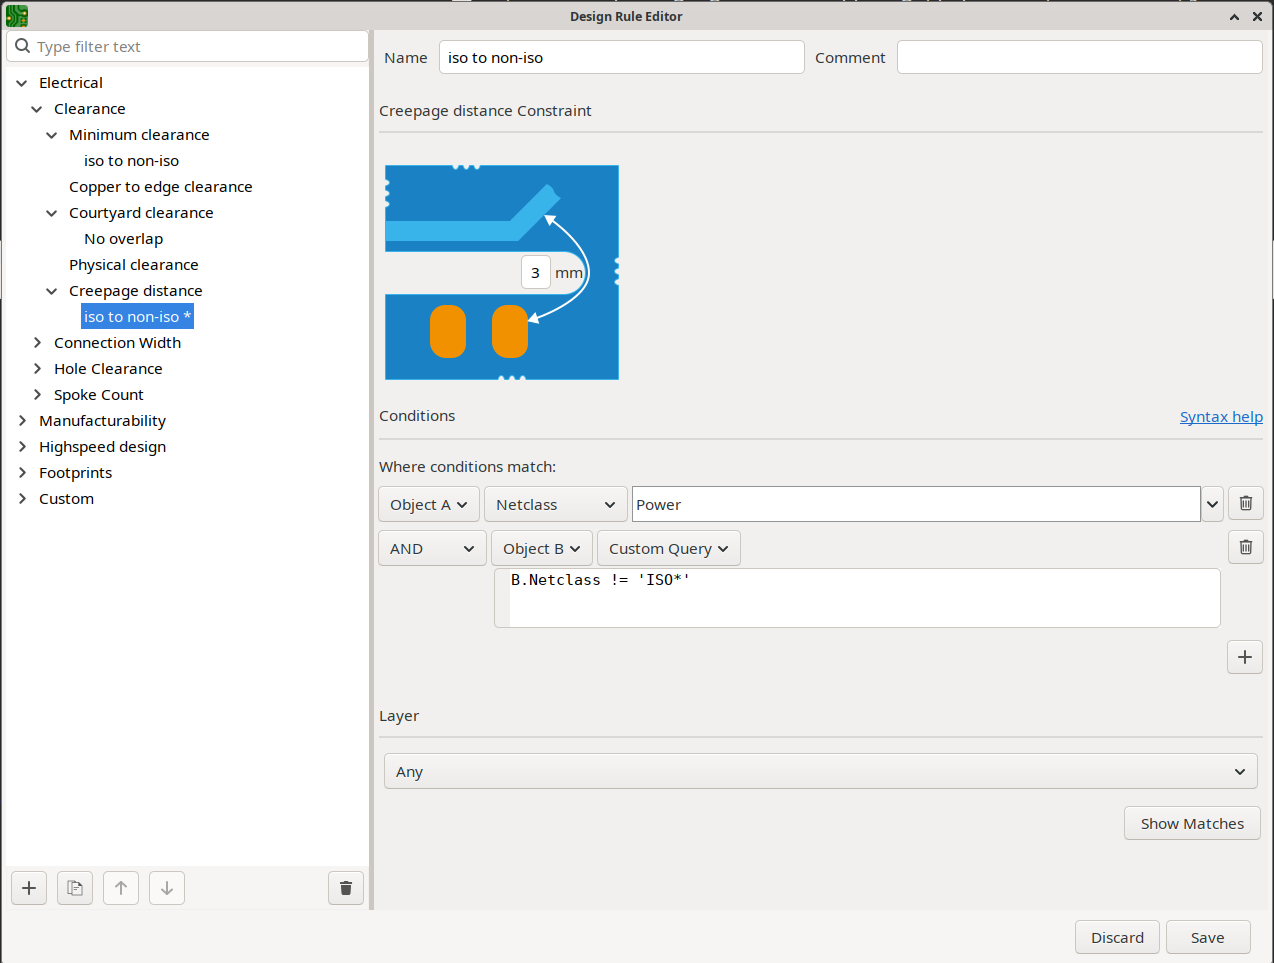 Design Rule Editor
Type filter text
Electrical
Clearance
Minimum clearance
iso to non-iso
Copper to edge clearance
Courtyard clearance
No overlap
Physical clearance
Creepage distance
iso to non-iso *
Connection Width
Hole Clearance
Spoke Count
Manufacturability
Highspeed design
Footprints
Custom
Name iso to non-iso Comment
Creepage distance Constraint
3 mm
Conditions Syntax help
Where conditions match:
Object A Netclass Power
AND Object B Custom Query
B.Netclass != 'ISO*'
Layer
Any
Show Matches
Discard Save